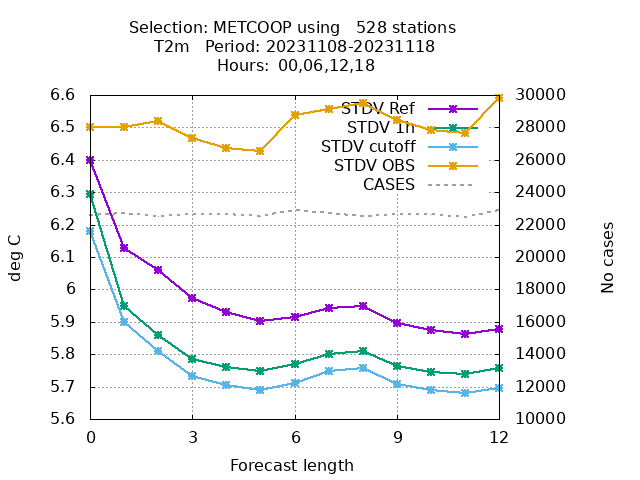 Selection: METCOOP using   528 stations
T2m   Period: 20231108-20231118
Hours:  00,06,12,18
6.6
6.5
6.4
6.3
6.2
6.1
6
5.9
5.8
5.7
5.6
deg C
STDV Ref
STDV 1h
STDV cutoff
STDV OBS
CASES
30000
28000
26000
24000
22000
20000
18000
16000
14000
12000
10000
No cases
0 3 6 9 12
Forecast length